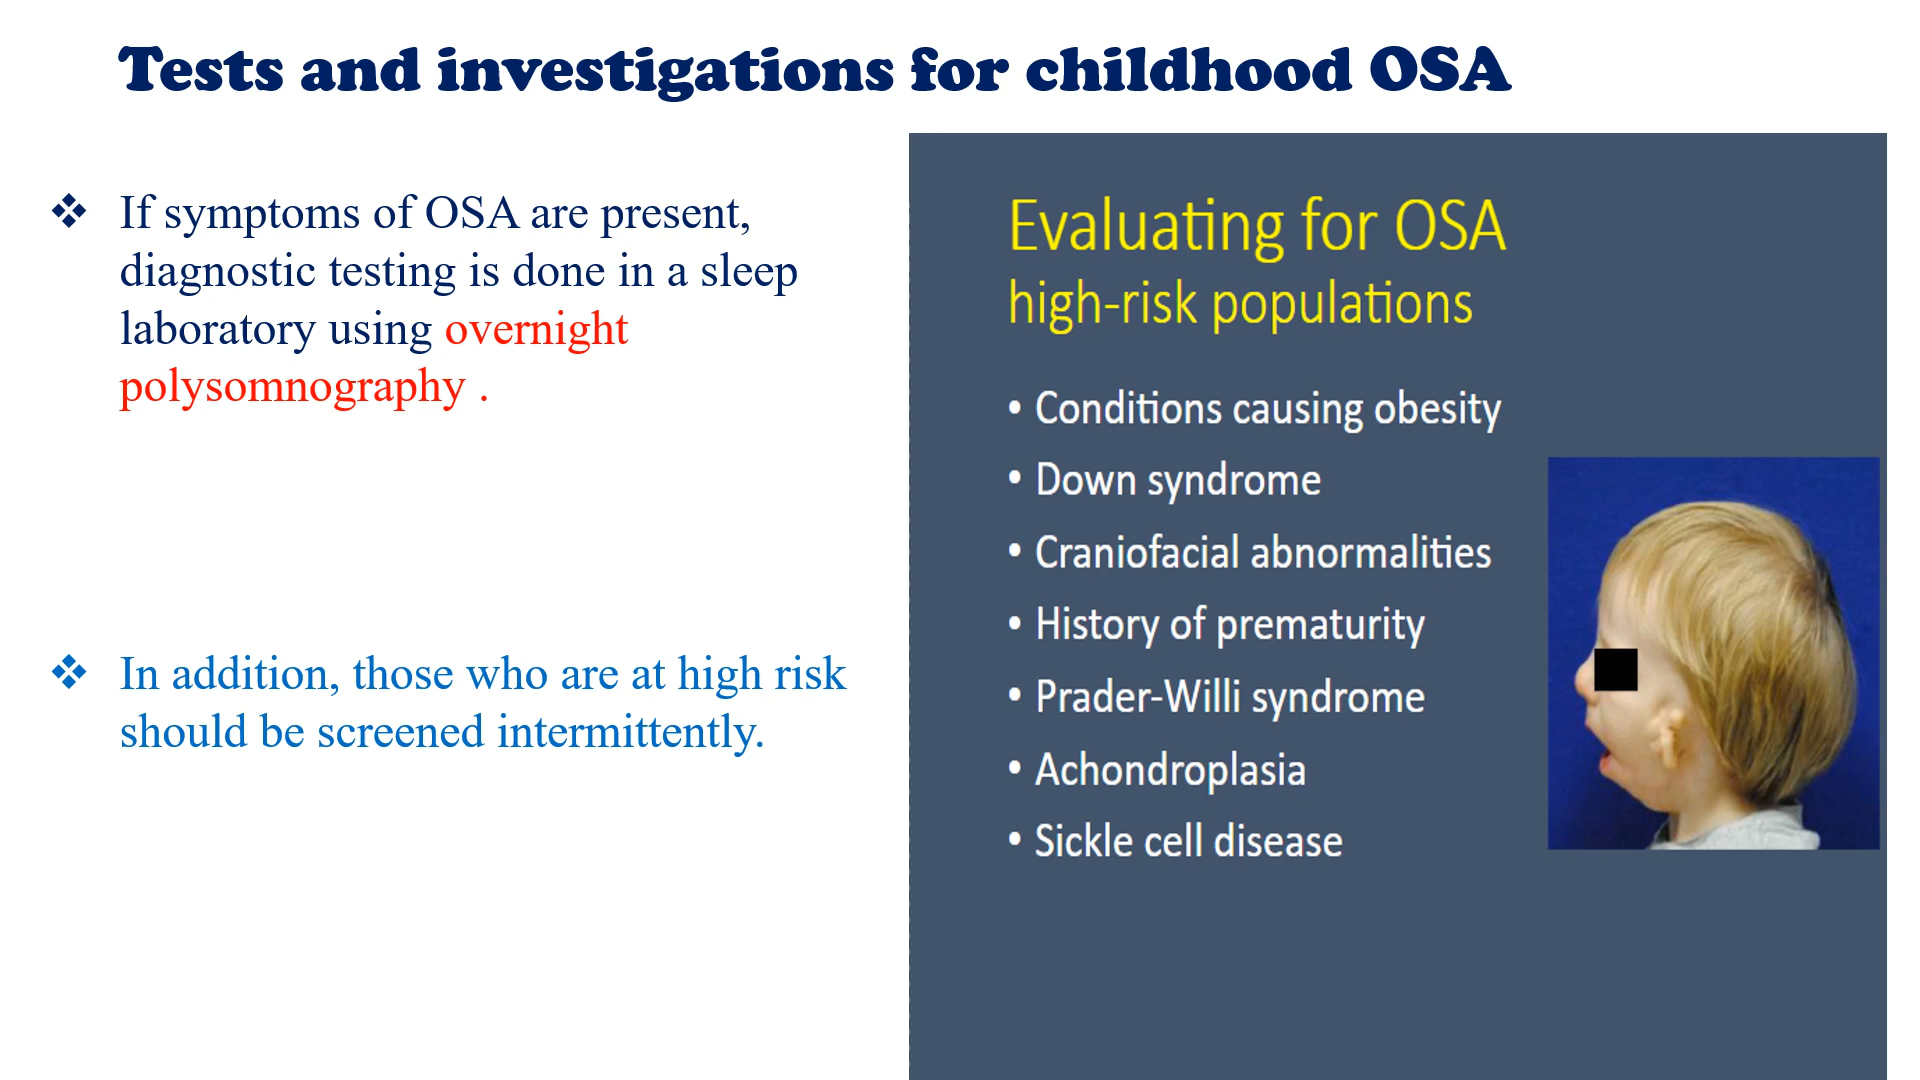 Tests and investigations for childhood OSA
❖ If symptoms of OSA are present,
diagnostic testing is done in a sleep
laboratory using overnight
polysomnography .
❖ In addition, those who are at high risk
should be screened intermittently.
Evaluating for OSA
high-risk populations
• Conditions causing obesity
• Down syndrome
• Craniofacial abnormalities
• History of prematurity
• Prader-Willi syndrome
• Achondroplasia
• Sickle cell disease